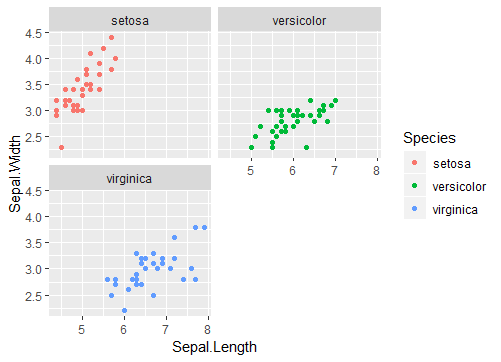 setosa
versicolor
4.5
4.0
3.5
3.0
2.5
5
6
7
8
Species
setosa
versicolor
virginica
Sepal.Width
virginica
4.5
4.0
3.5
3.0
2.5
5
6
7
8
Sepal.Length